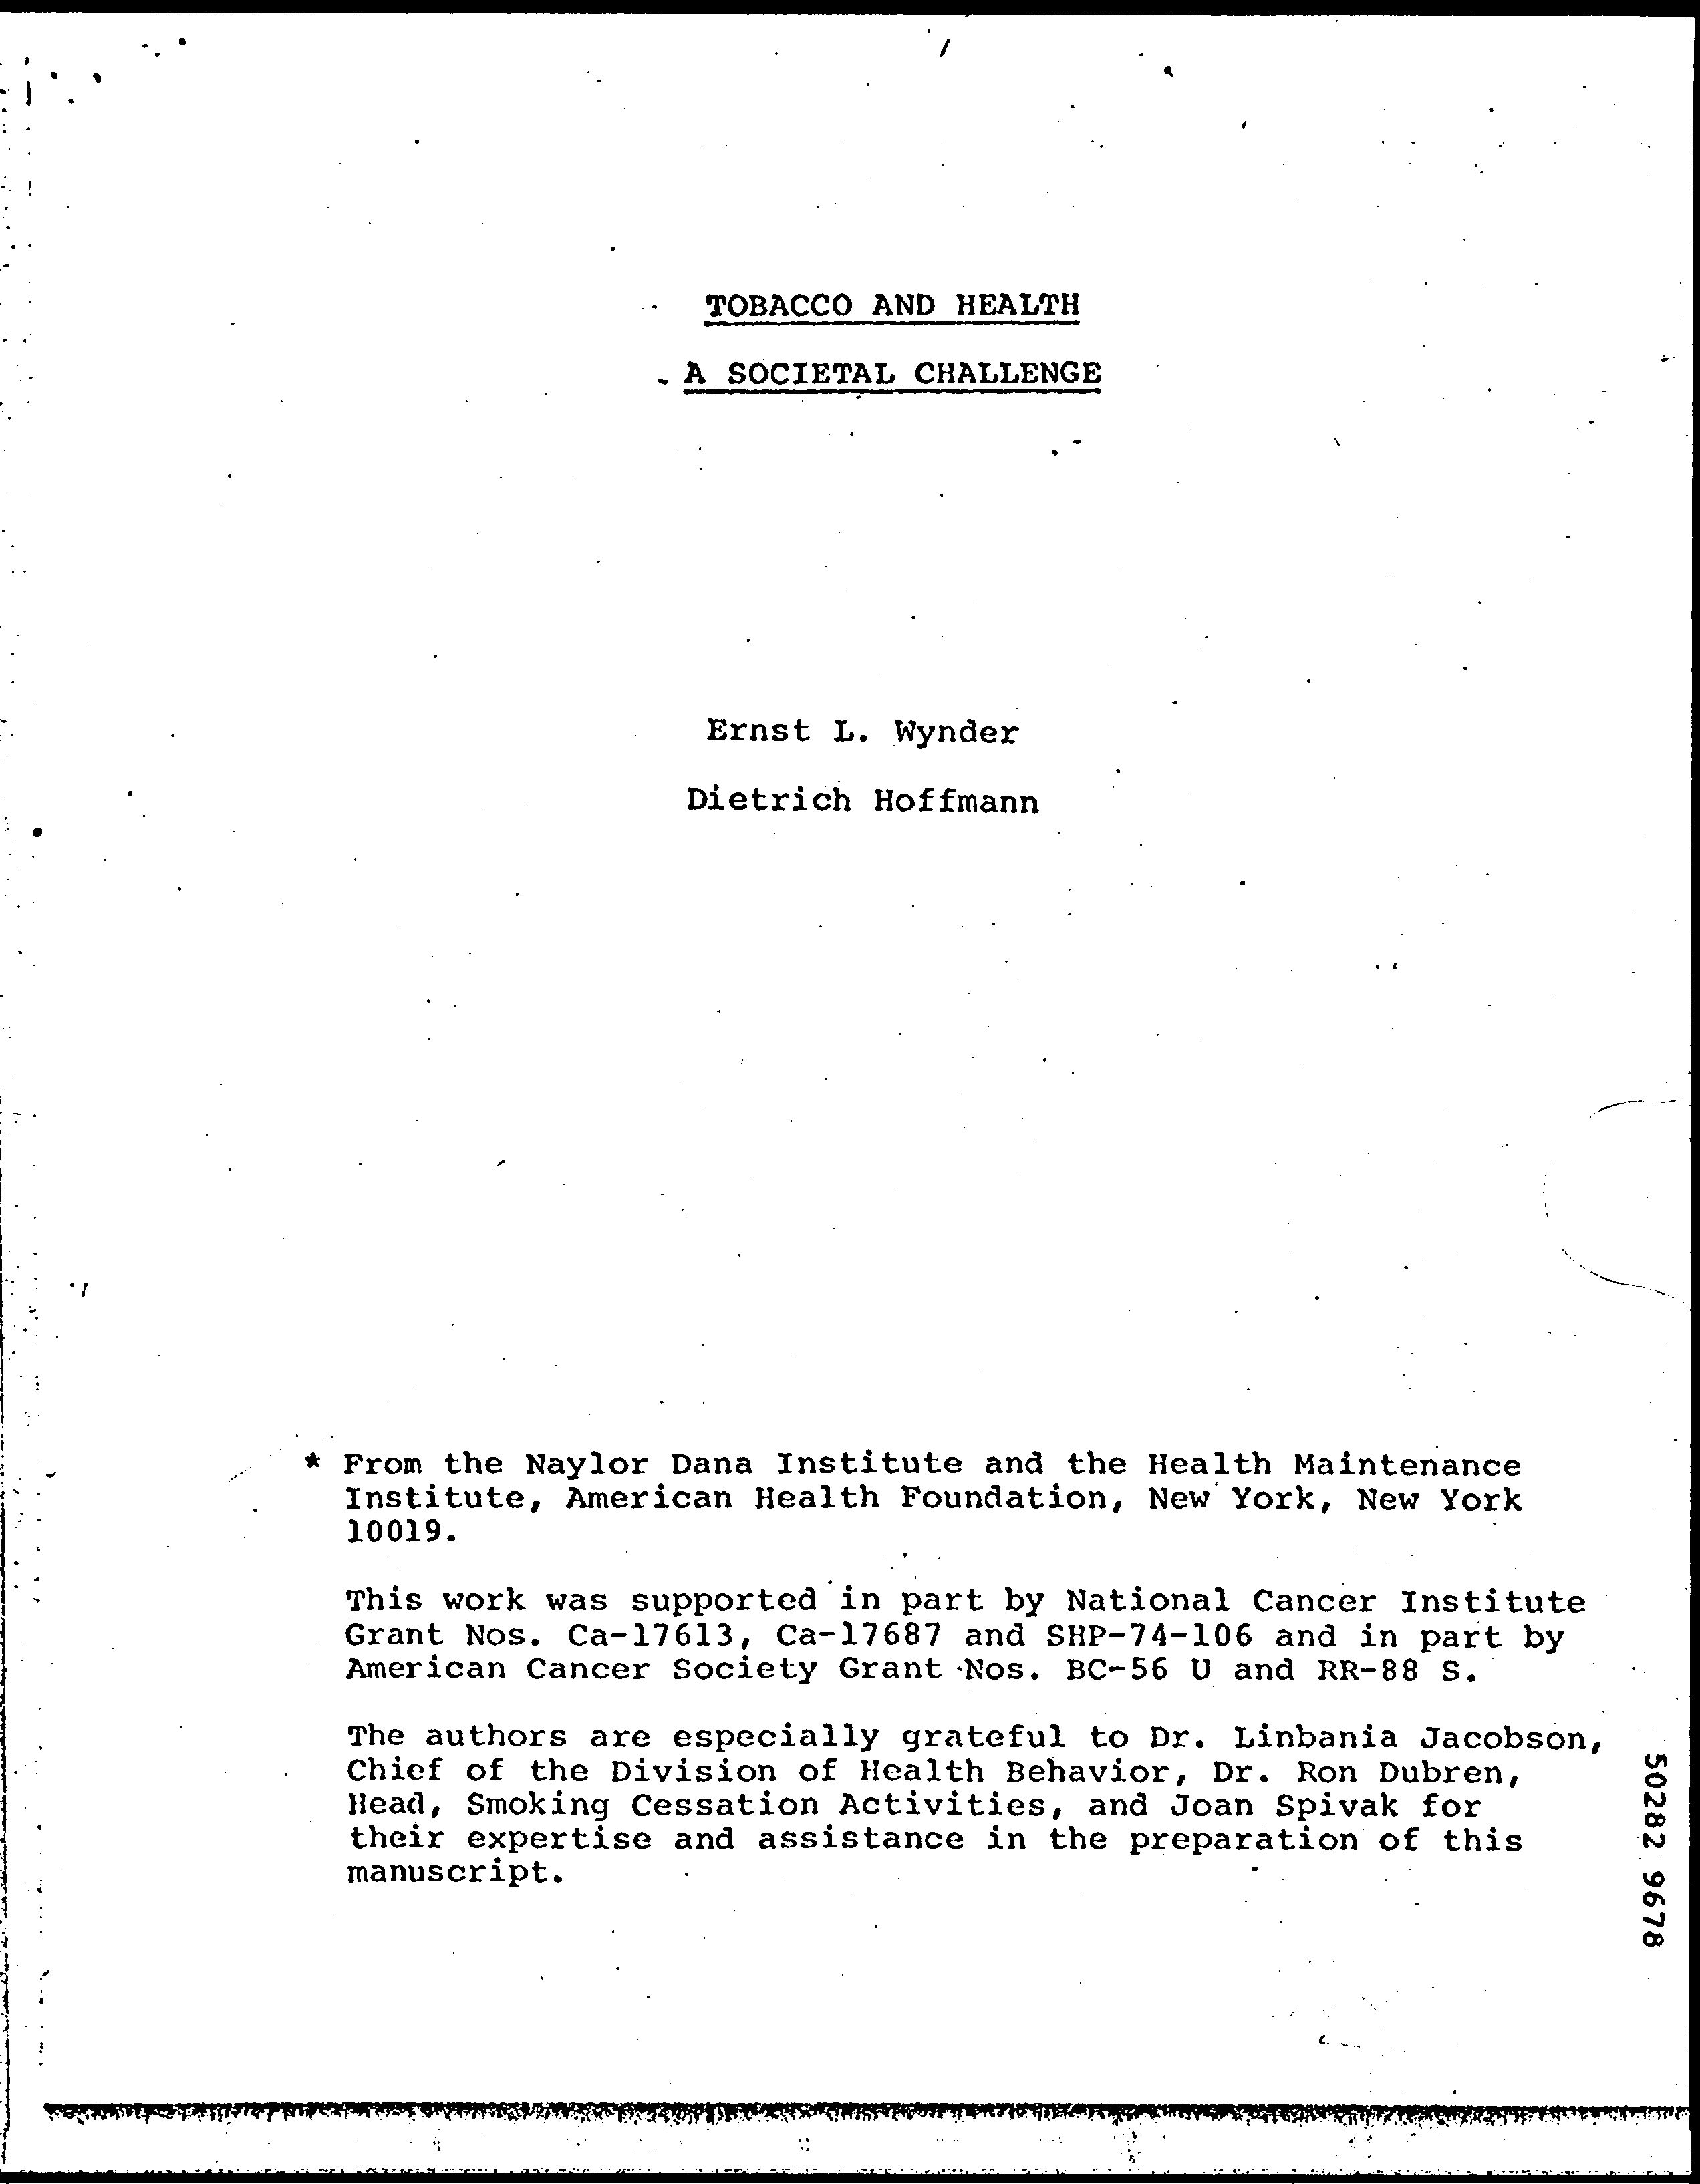 TOBACCO AND HEALTH
A SOCIETAL CHALLENGE
Ernst L. Wynder
Dietrich Hoffmann
* From the Naylor Dana Institute and the Health Maintenance
Institute, American Health Foundation, New York, New York
10019.
This work was supported in part by National Cancer Institute
Grant Nos. Ca-17613, Ca-17687 and SHP-74-106 and in part by
American Cancer Society Grant Nos. BC-56 U and RR-88 S.
The authors are especially grateful to Dr. Linbania Jacobson,
Chief of the Division of Health Behavior, Dr. Ron Dubren,
Head, Smoking Cessation Activities, and Joan Spivak for
their expertise and assistance in the preparation of this
manuscript.
50282 9678